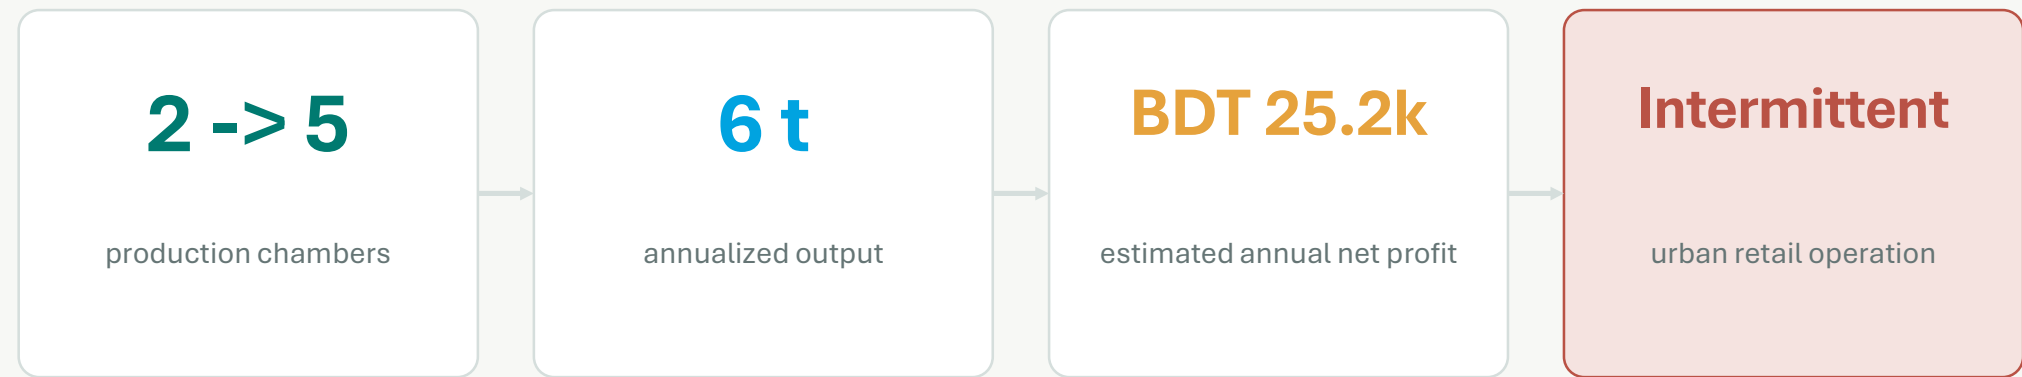 2 -> 5
production chambers
6 t
annualized output
BDT 25.2k
estimated annual net profit
Intermittent
urban retail operation